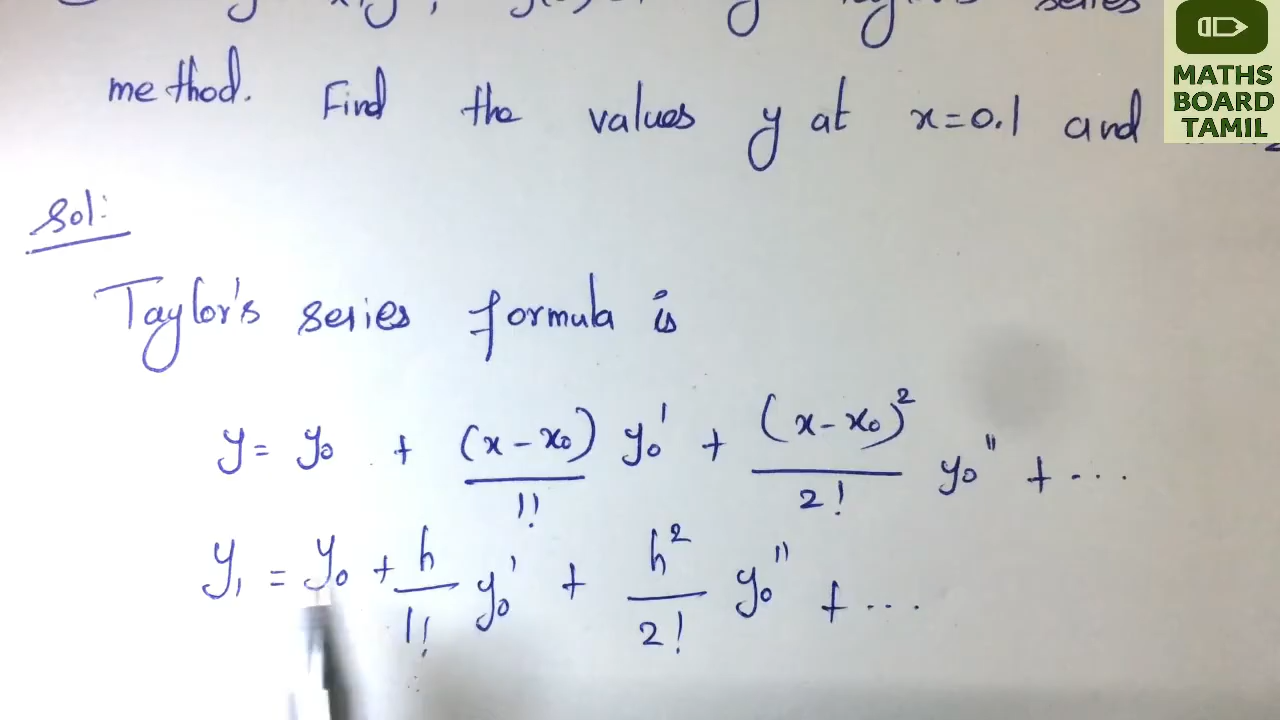 series
method. Find the values y at x=0.1 and
MATHS
BOARD
TAMIL
Sol:
Taylor's series formula is
y = y₀ + (x - x₀)/1! y₀' + (x - x₀)²/2! y₀'' + ...
y₁ = y₀ + h/1! y₀' + h²/2! y₀'' + ...